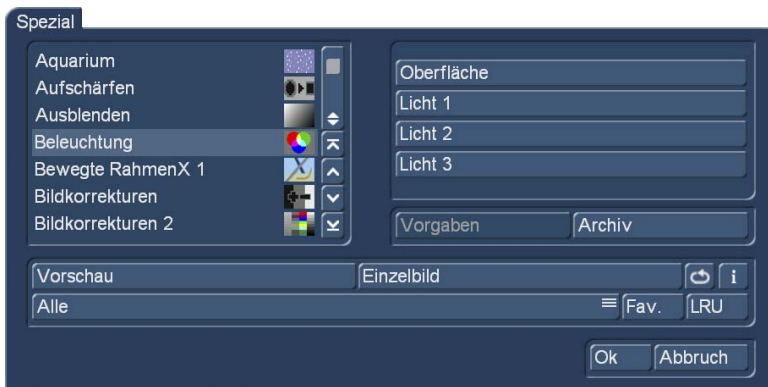 Spezial
Aquarium
Aufschärfen
Ausblenden
Beleuchtung
Bewegte RahmenX 1
Bildkorrekturen
Bildkorrekturen 2
Oberfläche
Licht 1
Licht 2
Licht 3
Vorgaben Archiv
Vorschau Einzelbild i
Alle Fav. LRU
Ok Abbruch